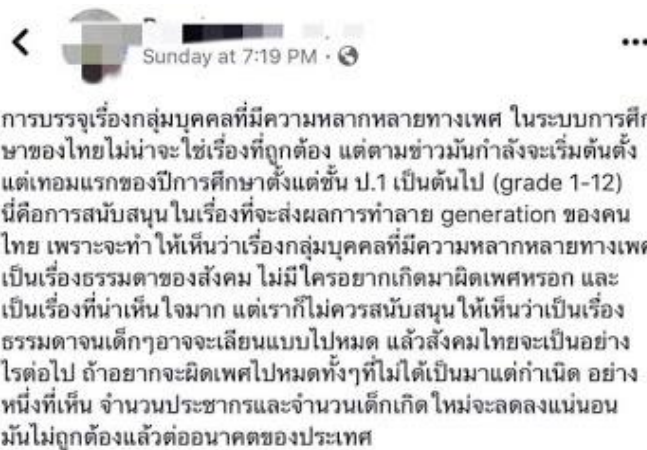 Sunday at 7:19 PM ·
การบรรจุเรื่องกลุ่มบุคคลที่มีความหลากหลายทางเพศ ในระบบการศึก
ษาของไทยไม่น่าจะใช่เรื่องที่ถูกต้อง แต่ตามข่าวมันกำลังจะเริ่มต้นตั้ง
แต่เทอมแรกของปีการศึกษาตั้งแต่ชั้น ป.1 เป็นต้นไป (grade 1-12)
นี่คือการสนับสนุนในเรื่องที่จะส่งผลการทำลาย generation ของคน
ไทย เพราะจะทำให้เห็นว่าเรื่องกลุ่มบุคคลที่มีความหลากหลายทางเพศ
เป็นเรื่องธรรมดาของสังคม ไม่มีใครอยากเกิดมาผิดเพศหรอก และ
เป็นเรื่องที่น่าเห็นใจมาก แต่เราก็ไม่ควรสนับสนุนให้เห็นว่าเป็นเรื่อง
ธรรมดาจนเด็กๆอาจจะเลียนแบบไปหมด แล้วสังคมไทยจะเป็นอย่าง
ไรต่อไป ถ้าอยากจะผิดเพศไปหมดทั้งๆที่ไม่ได้เป็นมาแต่กำเนิด อย่าง
หนึ่งที่เห็น จำนวนประชากรและจำนวนเด็กเกิดใหม่จะลดลงแน่นอน
มันไม่ถูกต้องแล้วต่ออนาคตของประเทศ